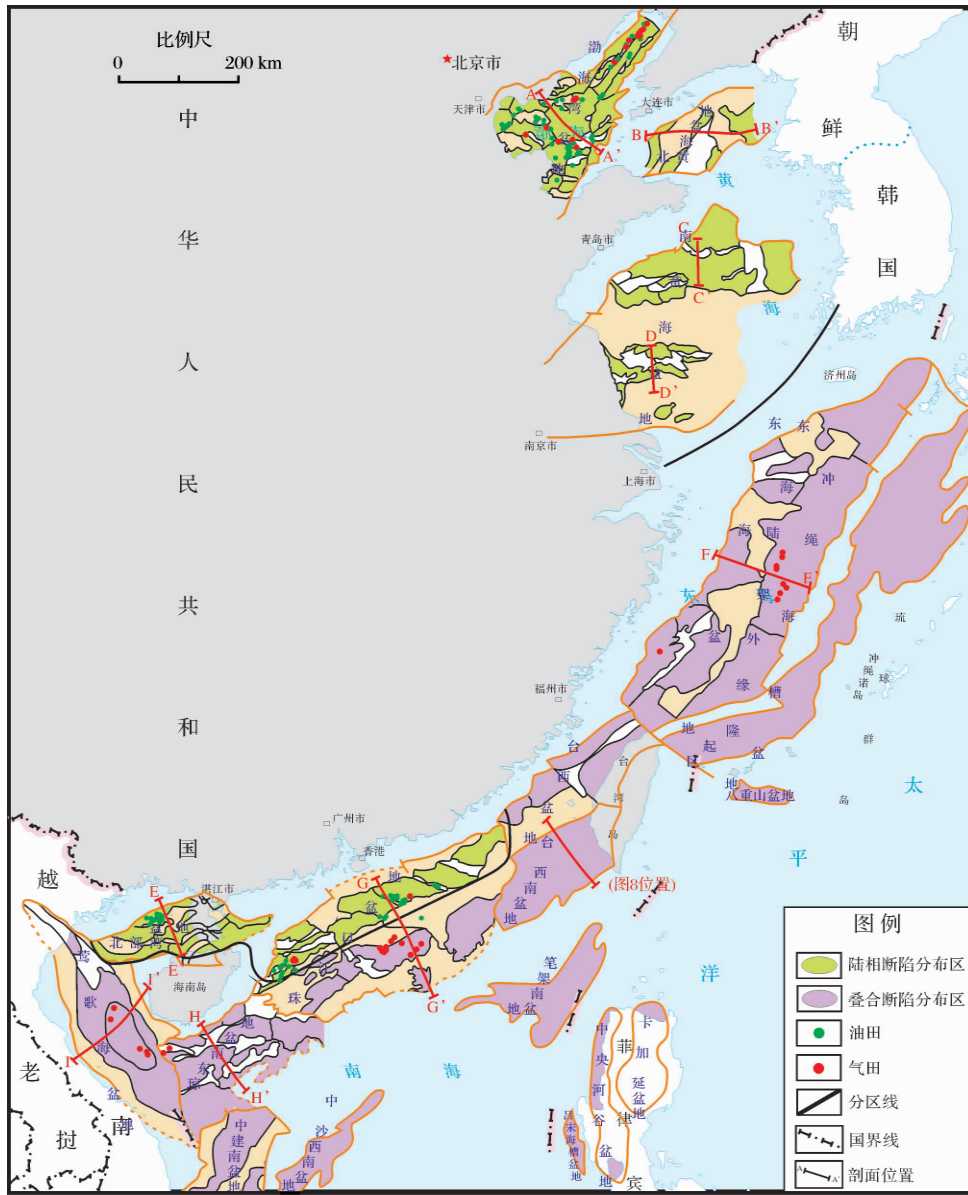 比例尺
0 200 km
北京市
天津市
大连市
渤海湾盆地
渤海
A
A'
B
B'
北黄海盆地
朝鲜
韩国
黄海
青岛市
C
C'
南黄海盆地
D
D'
南京市
上海市
济州岛
中华人民共和国
东海
东海陆架盆地
冲绳海槽盆地
F
F'
海外缘隆起区
琉球群岛
冲绳诸岛
福州市
台西盆地
台湾岛
八重山盆地
太平洋
台西南盆地
(图8位置)
广州市
香港
G
G'
珠江口盆地
越南
湛江市
E
E'
北部湾盆地
海南岛
莺歌海盆地
I
I'
H
H'
琼东南盆地
南海
笔架南盆地
老挝
中建南盆地
中沙西南盆地
中央河谷盆地
卡加延盆地
菲律宾
吕宋海槽盆地
图例
陆相断陷分布区
叠合断陷分布区
油田
气田
分区线
国界线
A A' 剖面位置